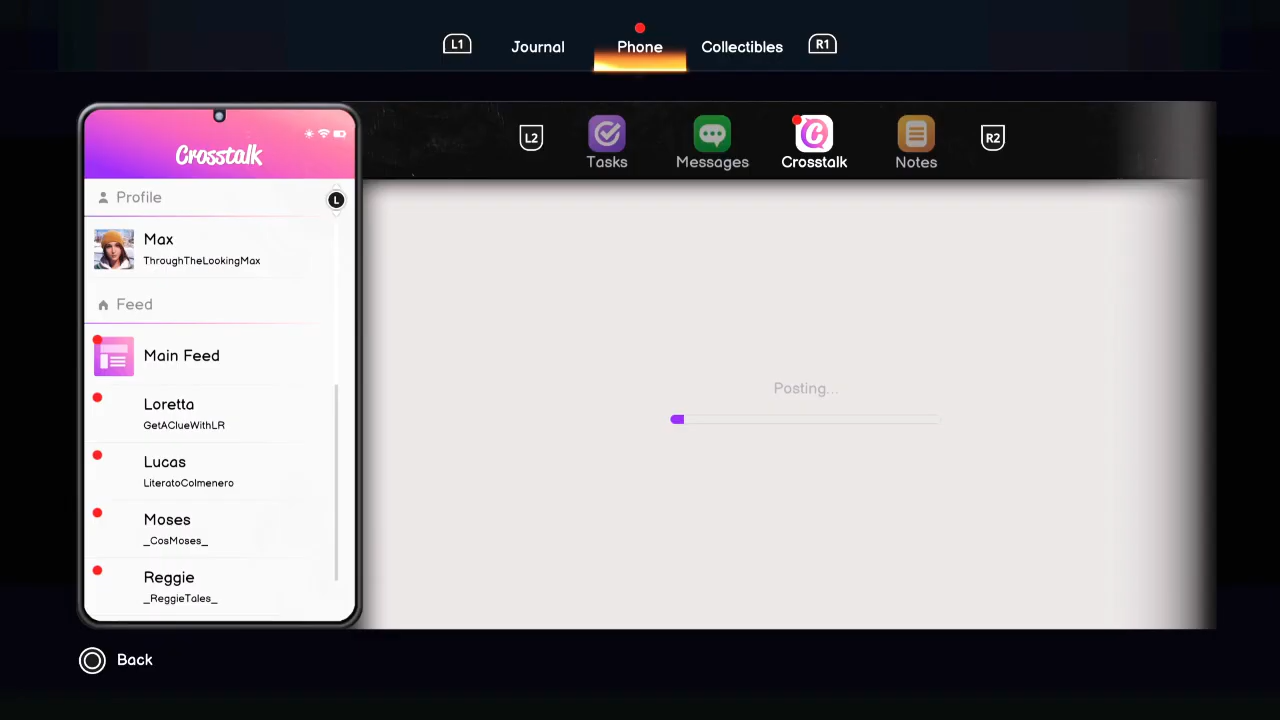 L1
Journal
Phone
Collectibles
R1
Crosstalk
L2
Tasks
Messages
Crosstalk
Notes
R2
Profile
L
Max
ThroughTheLookingMax
Feed
Main Feed
Loretta
GetAClueWithLR
Lucas
LiteratoColmenero
Moses
_CosMoses_
Reggie
_ReggieTales_
Posting...
Back